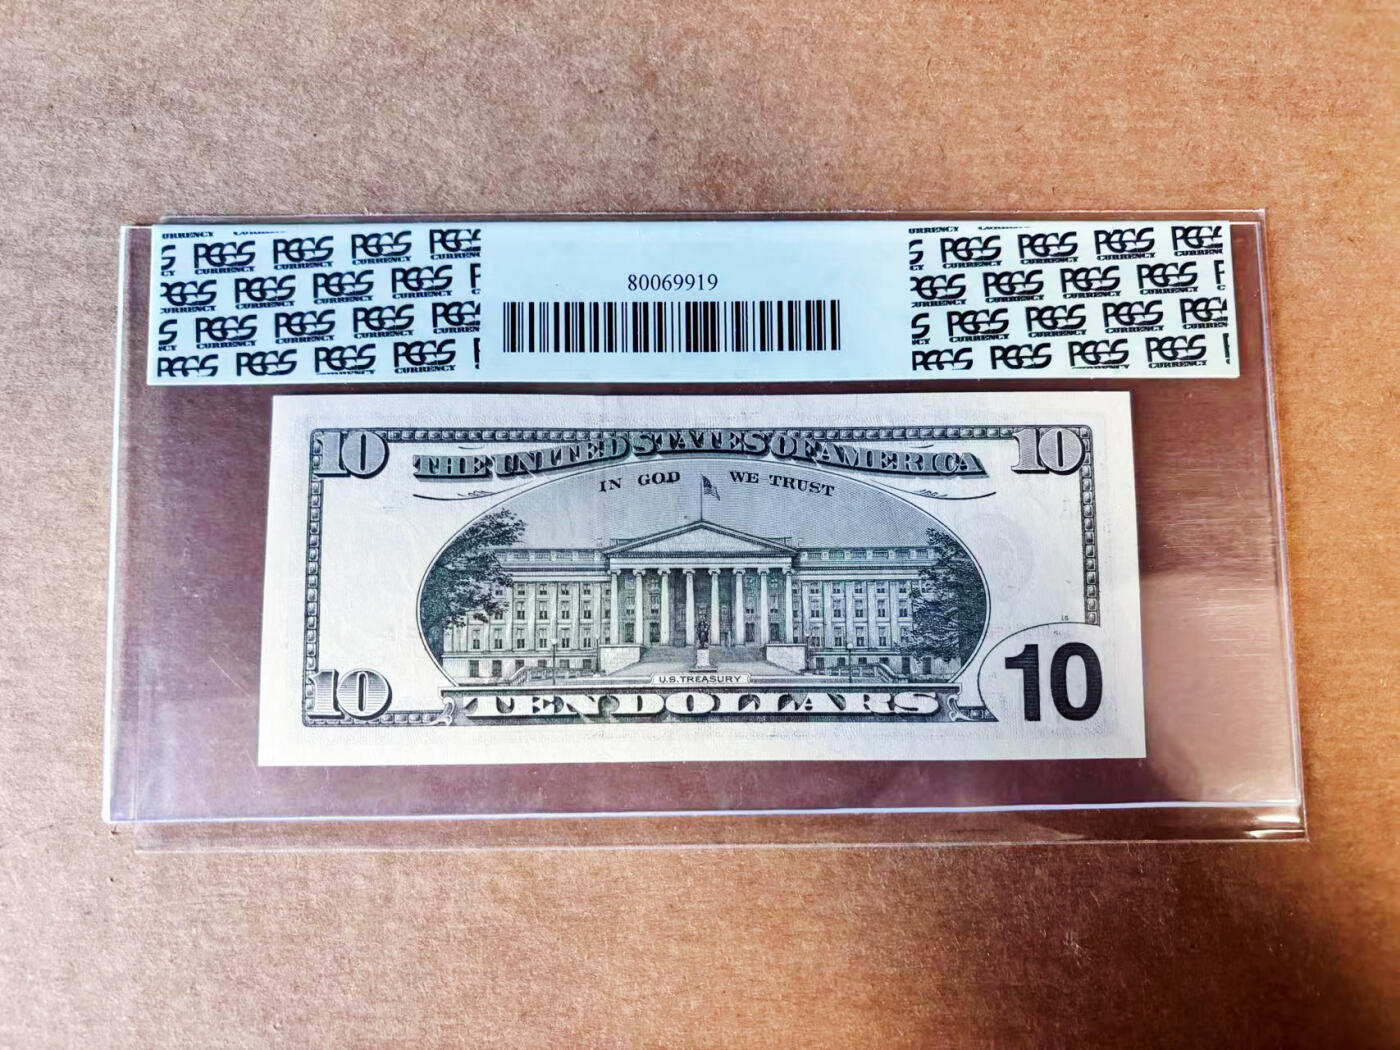 PCGS CURRENCY
80069919
10 THE UNITED STATES OF AMERICA 10
IN GOD WE TRUST
U.S. TREASURY
10 TEN DOLLARS 10